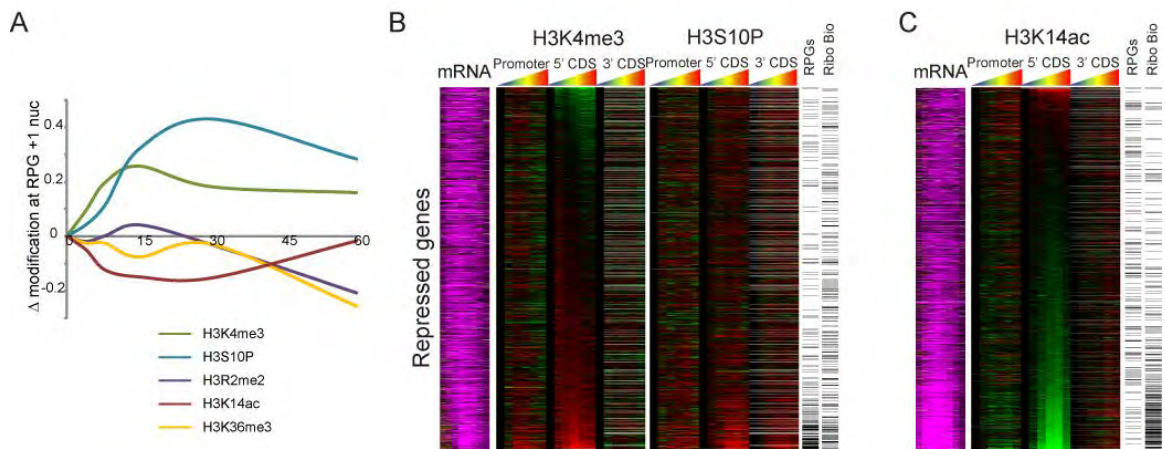 A
Δ modification at RPG +1 nuc
0.4
0.2
0
-0.2
0
15
30
45
60
H3K4me3
H3S10P
H3R2me2
H3K14ac
H3K36me3
B
H3K4me3
H3S10P
mRNA
Promoter 5' CDS 3' CDS
Promoter 5' CDS 3' CDS
RPGs
Ribo Bio
Repressed genes
C
H3K14ac
mRNA
Promoter 5' CDS 3' CDS
RPGs
Ribo Bio